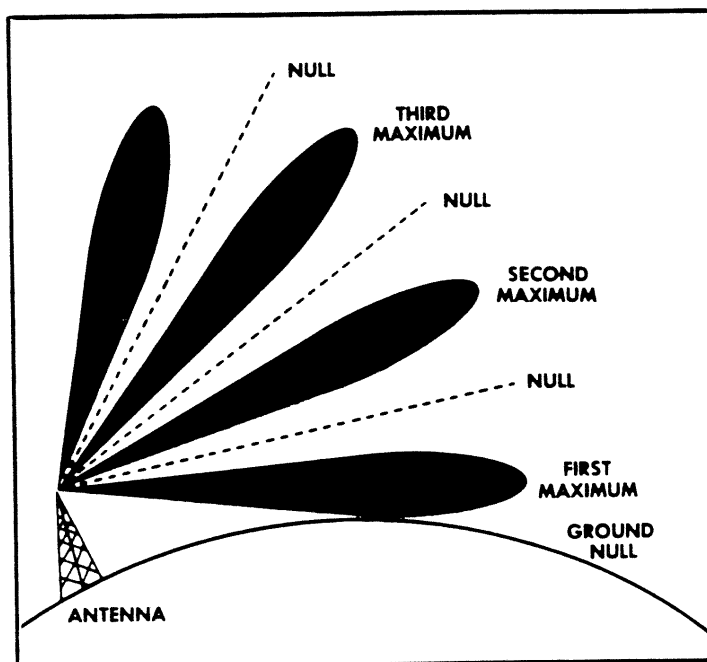 NULL
THIRD
MAXIMUM
NULL
SECOND
MAXIMUM
NULL
FIRST
MAXIMUM
GROUND
NULL
ANTENNA